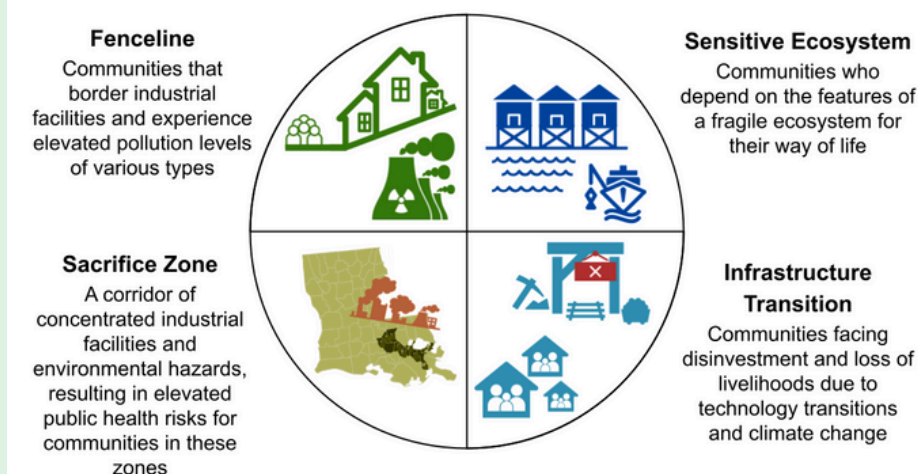 Fenceline
Communities that
border industrial
facilities and experience
elevated pollution levels
of various types
Sensitive Ecosystem
Communities who
depend on the features of
a fragile ecosystem for
their way of life
Sacrifice Zone
A corridor of
concentrated industrial
facilities and
environmental hazards,
resulting in elevated
public health risks for
communities in these
zones
Infrastructure
Transition
Communities facing
disinvestment and loss of
livelihoods due to
technology transitions
and climate change